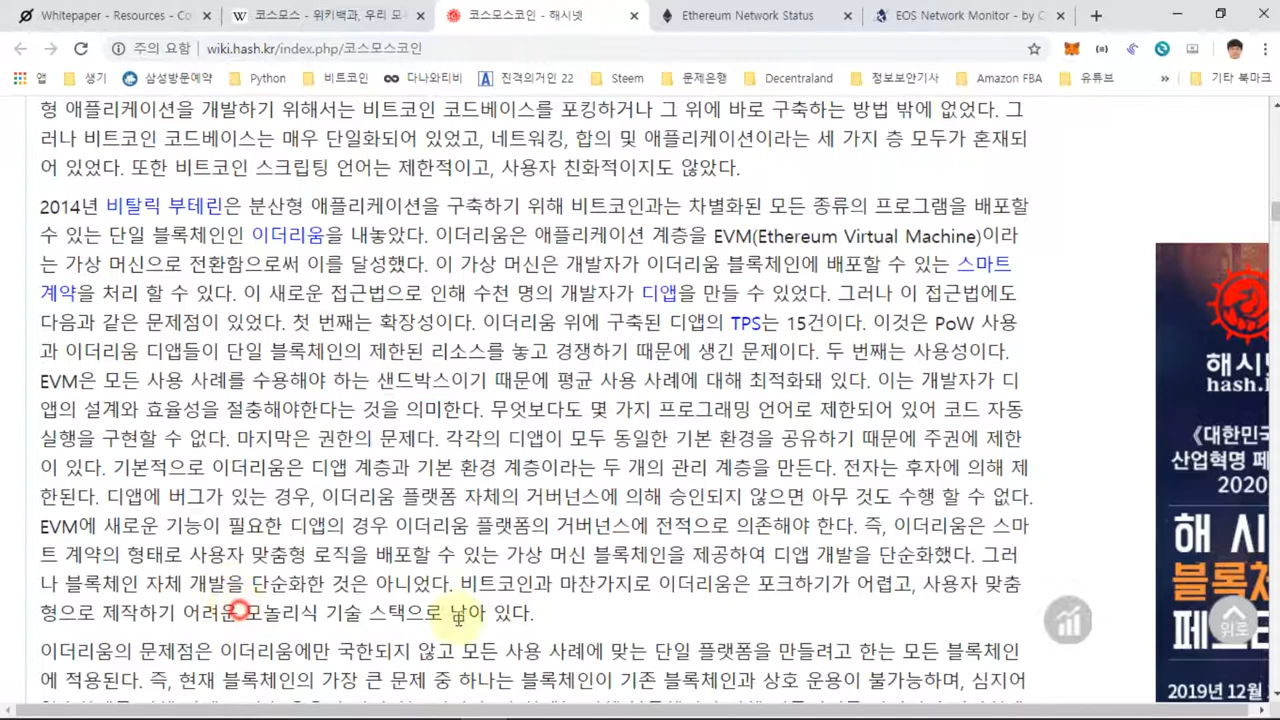 Whitepaper - Resources - Co
코스모스 - 위키백과, 우리 모
코스모스코인 - 해시넷
Ethereum Network Status
EOS Network Monitor - by C
주의 요함
wiki.hash.kr/index.php/코스모스코인
앱
생기
삼성방문예약
Python
비트코인
다나와티비
진격의거인 22
Steem
문제은행
Decentraland
정보보안기사
Amazon FBA
유튜브
»
기타 북마크
형 애플리케이션을 개발하기 위해서는 비트코인 코드베이스를 포킹하거나 그 위에 바로 구축하는 방법 밖에 없었다. 그
러나 비트코인 코드베이스는 매우 단일화되어 있었고, 네트워킹, 합의 및 애플리케이션이라는 세 가지 층 모두가 혼재되
어 있었다. 또한 비트코인 스크립팅 언어는 제한적이고, 사용자 친화적이지도 않았다.
2014년 비탈릭 부테린은 분산형 애플리케이션을 구축하기 위해 비트코인과는 차별화된 모든 종류의 프로그램을 배포할
수 있는 단일 블록체인인 이더리움을 내놓았다. 이더리움은 애플리케이션 계층을 EVM(Ethereum Virtual Machine)이라
는 가상 머신으로 전환함으로써 이를 달성했다. 이 가상 머신은 개발자가 이더리움 블록체인에 배포할 수 있는 스마트
계약을 처리 할 수 있다. 이 새로운 접근법으로 인해 수천 명의 개발자가 디앱을 만들 수 있었다. 그러나 이 접근법에도
다음과 같은 문제점이 있었다. 첫 번째는 확장성이다. 이더리움 위에 구축된 디앱의 TPS는 15건이다. 이것은 PoW 사용
과 이더리움 디앱들이 단일 블록체인의 제한된 리소스를 놓고 경쟁하기 때문에 생긴 문제이다. 두 번째는 사용성이다.
EVM은 모든 사용 사례를 수용해야 하는 샌드박스이기 때문에 평균 사용 사례에 대해 최적화돼 있다. 이는 개발자가 디
앱의 설계와 효율성을 절충해야한다는 것을 의미한다. 무엇보다도 몇 가지 프로그래밍 언어로 제한되어 있어 코드 자동
실행을 구현할 수 없다. 마지막은 권한의 문제다. 각각의 디앱이 모두 동일한 기본 환경을 공유하기 때문에 주권에 제한
이 있다. 기본적으로 이더리움은 디앱 계층과 기본 환경 계층이라는 두 개의 관리 계층을 만든다. 전자는 후자에 의해 제
한된다. 디앱에 버그가 있는 경우, 이더리움 플랫폼 자체의 거버넌스에 의해 승인되지 않으면 아무 것도 수행 할 수 없다.
EVM에 새로운 기능이 필요한 디앱의 경우 이더리움 플랫폼의 거버넌스에 전적으로 의존해야 한다. 즉, 이더리움은 스마
트 계약의 형태로 사용자 맞춤형 로직을 배포할 수 있는 가상 머신 블록체인을 제공하여 디앱 개발을 단순화했다. 그러
나 블록체인 자체 개발을 단순화한 것은 아니었다. 비트코인과 마찬가지로 이더리움은 포크하기가 어렵고, 사용자 맞춤
형으로 제작하기 어려운 모놀리식 기술 스택으로 남아 있다.
이더리움의 문제점은 이더리움에만 국한되지 않고 모든 사용 사례에 맞는 단일 플랫폼을 만들려고 한는 모든 블록체인
에 적용된다. 즉, 현재 블록체인의 가장 큰 문제 중 하나는 블록체인이 기존 블록체인과 상호 운용이 불가능하며, 심지어
해시넷
hash.k
《대한민국
산업혁명 페
2020
해 시
블록체
페스
위로
2019년 12월